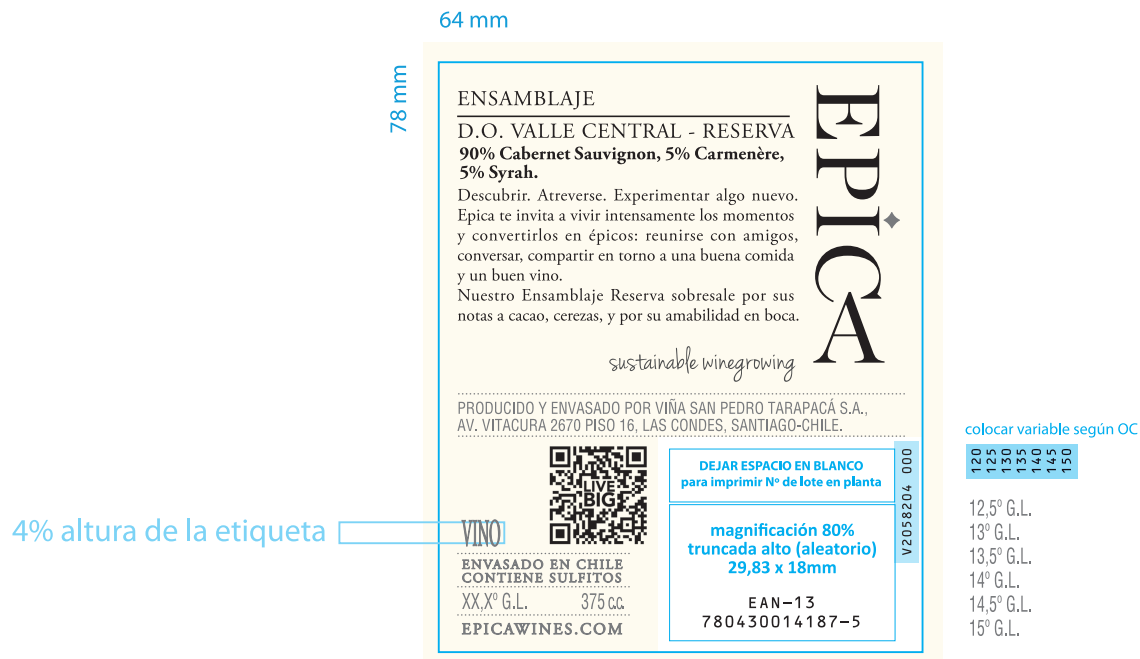 64 mm
78 mm
ENSAMBLAJE
D.O. VALLE CENTRAL - RESERVA
90% Cabernet Sauvignon, 5% Carmenère,
5% Syrah.
Descubrir. Atreverse. Experimentar algo nuevo.
Epica te invita a vivir intensamente los momentos
y convertirlos en épicos: reunirse con amigos,
conversar, compartir en torno a una buena comida
y un buen vino.
Nuestro Ensamblaje Reserva sobresale por sus
notas a cacao, cerezas, y por su amabilidad en boca.
EPICA
sustainable winegrowing
PRODUCIDO Y ENVASADO POR VIÑA SAN PEDRO TARAPACÁ S.A.,
AV. VITACURA 2670 PISO 16, LAS CONDES, SANTIAGO-CHILE.
LIVE
BIG
4% altura de la etiqueta
VINO
ENVASADO EN CHILE
CONTIENE SULFITOS
XX,Xº G.L. 375 c.c.
EPICAWINES.COM
DEJAR ESPACIO EN BLANCO
para imprimir Nº de lote en planta
magnificación 80%
truncada alto (aleatorio)
29,83 x 18mm
EAN-13
780430014187-5
V2058204 000
colocar variable según OC
120
125
130
135
140
145
150
12,5º G.L.
13º G.L.
13,5º G.L.
14º G.L.
14,5º G.L.
15º G.L.